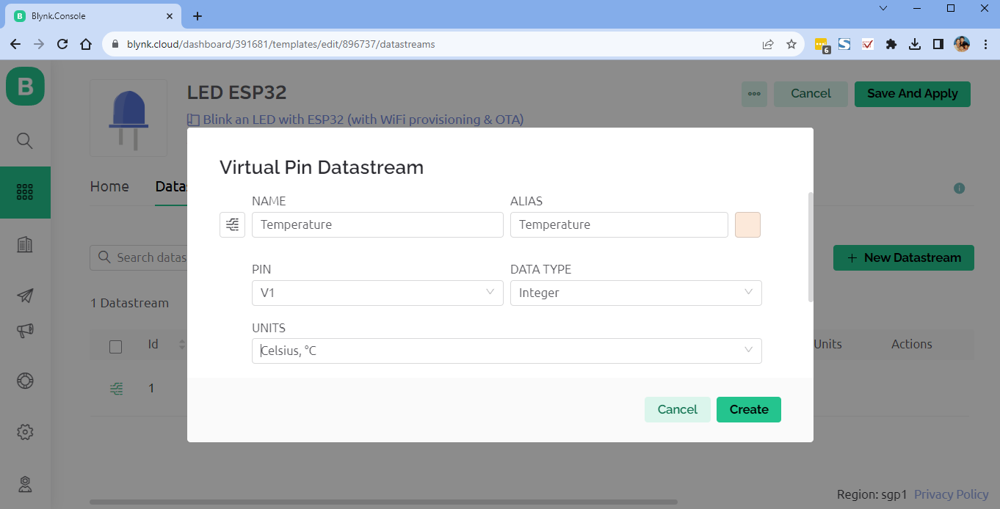 B Blynk.Console
blynk.cloud/dashboard/391681/templates/edit/896737/datastreams
6
B
LED ESP32
Cancel
Save And Apply
Blink an LED with ESP32 (with WiFi provisioning & OTA)
Home
Datas
Virtual Pin Datastream
NAME
ALIAS
Temperature
Temperature
PIN
DATA TYPE
V1
Integer
UNITS
Celsius, °C
Cancel
Create
Search datas
New Datastream
1 Datastream
Id
Units
Actions
1
Region: sgp1 Privacy Policy